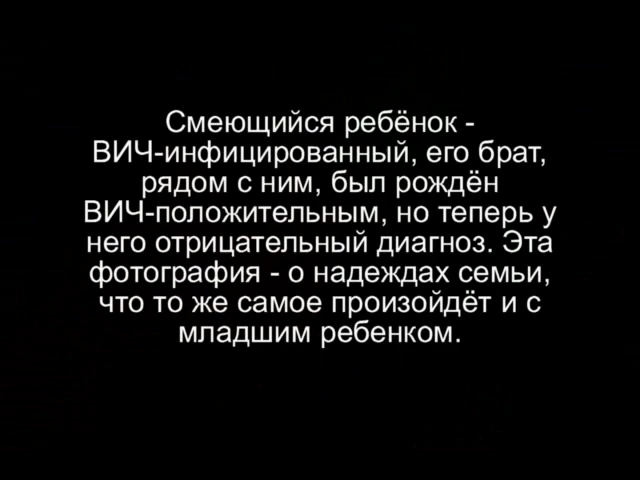 Смеющийся ребёнок -
ВИЧ-инфицированный, его брат,
рядом с ним, был рождён
ВИЧ-положительным, но теперь у
него отрицательный диагноз. Эта
фотография - о надеждах семьи,
что то же самое произойдёт и с
младшим ребенком.